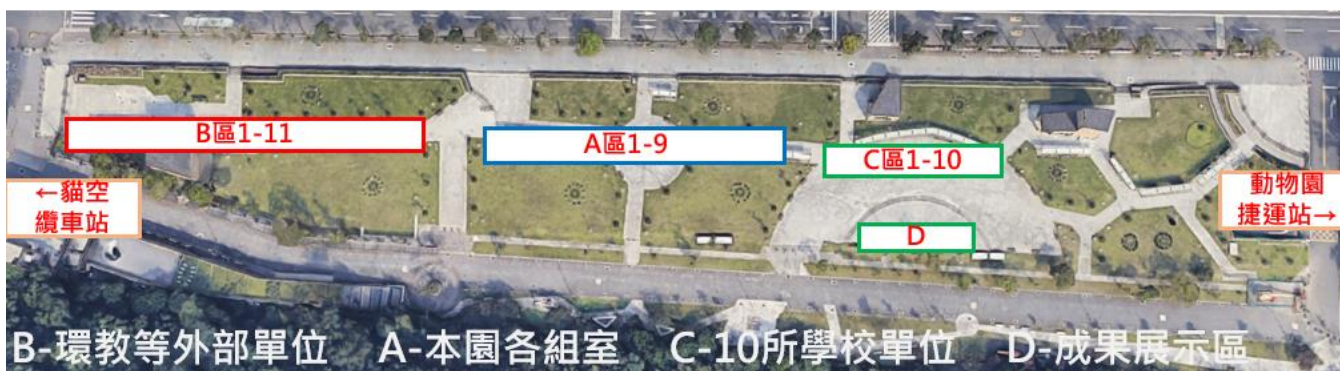 B區1-11
A區1-9
C區1-10
←貓空
纜車站
動物園
捷運站→
D
B-環教等外部單位 A-本園各組室 C-10所學校單位 D-成果展示區